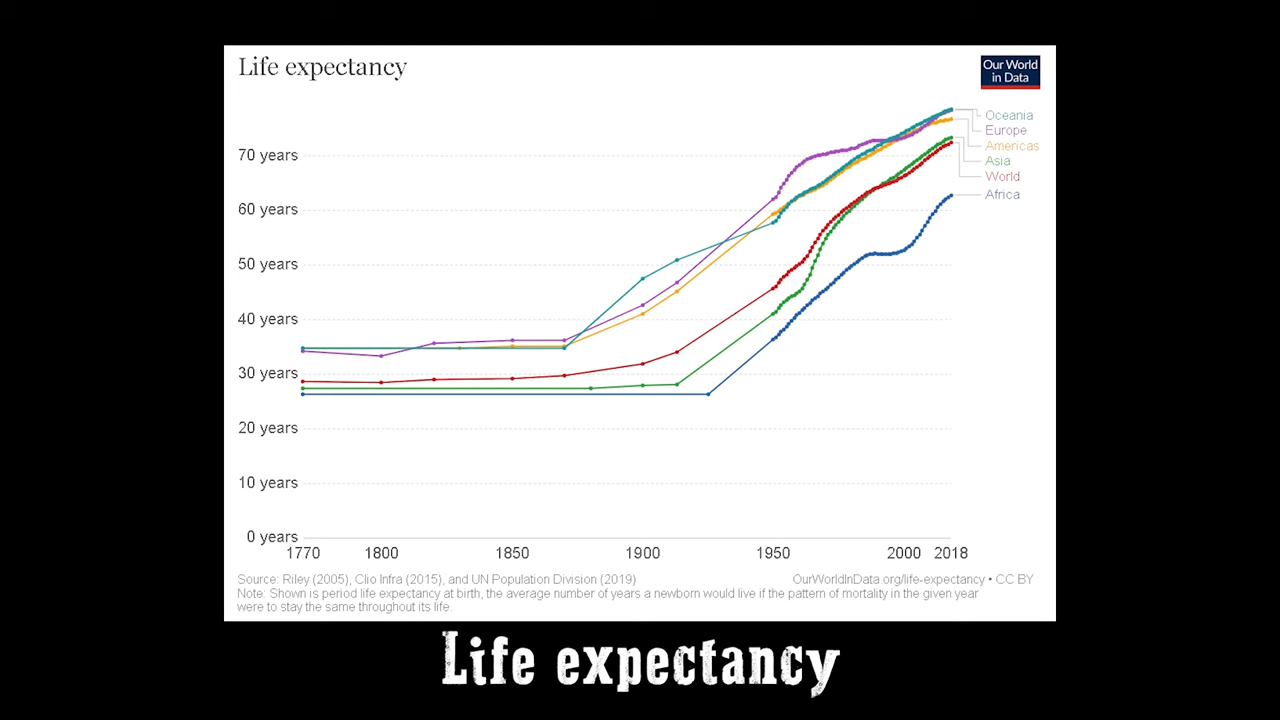 Life expectancy
Our World
in Data
Oceania
Europe
Americas
Asia
World
Africa
70 years
60 years
50 years
40 years
30 years
20 years
10 years
0 years
1770 1800 1850 1900 1950 2000 2018
Source: Riley (2005), Clio Infra (2015), and UN Population Division (2019)
OurWorldInData.org/life-expectancy • CC BY
Note: Shown is period life expectancy at birth, the average number of years a newborn would live if the pattern of mortality in the given year
were to stay the same throughout its life.
Life expectancy